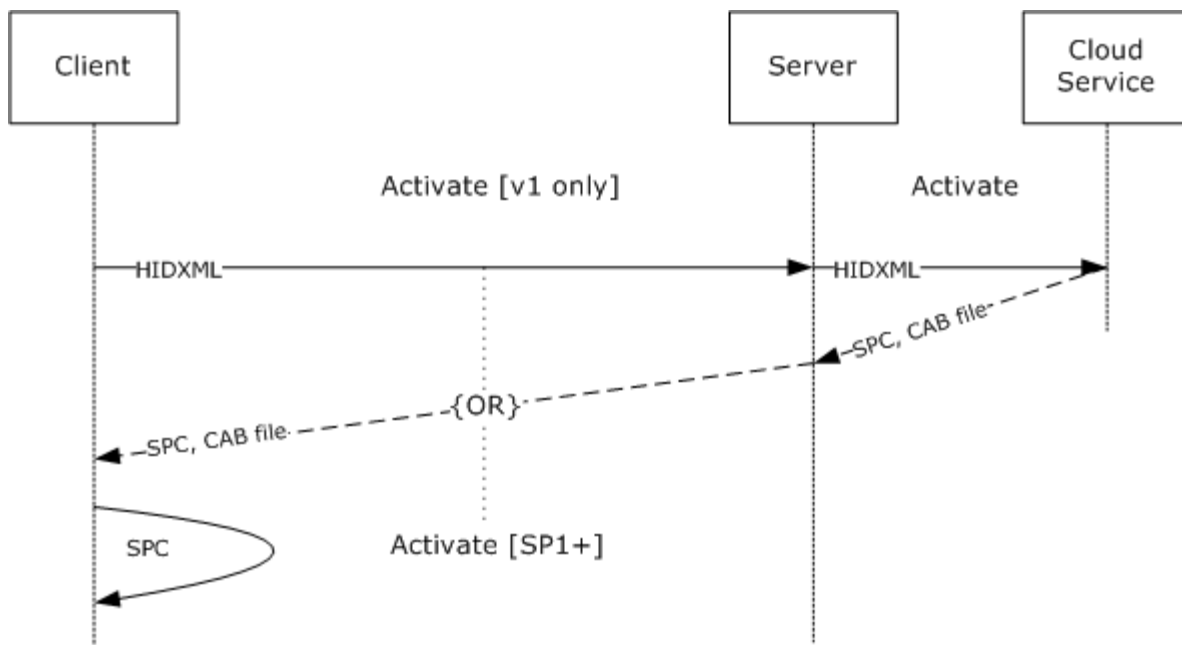 Client
Server
Cloud
Service
Activate [v1 only]
Activate
HIDXML
HIDXML
SPC, CAB file
{OR}
SPC, CAB file
SPC
Activate [SP1+]